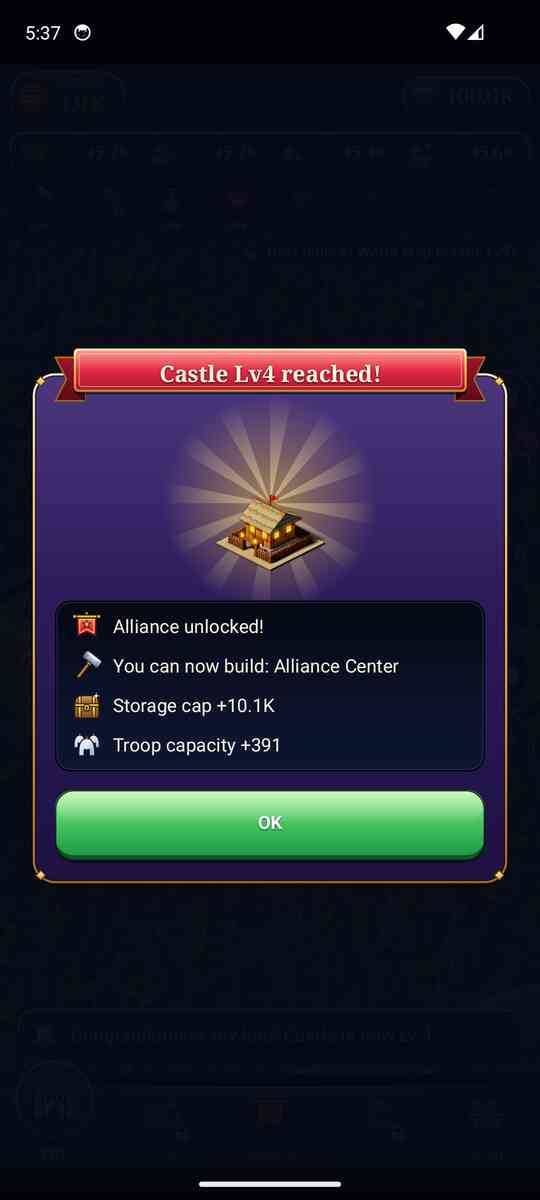 5:37
Castle Lv4 reached!
Alliance unlocked!
You can now build: Alliance Center
Storage cap +10.1K
Troop capacity +391
OK